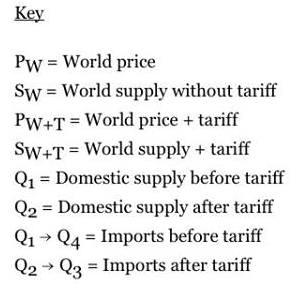 Key
PW = World price
SW = World supply without tariff
PW+T = World price + tariff
SW+T = World supply + tariff
Q1 = Domestic supply before tariff
Q2 = Domestic supply after tariff
Q1 → Q4 = Imports before tariff
Q2 → Q3 = Imports after tariff